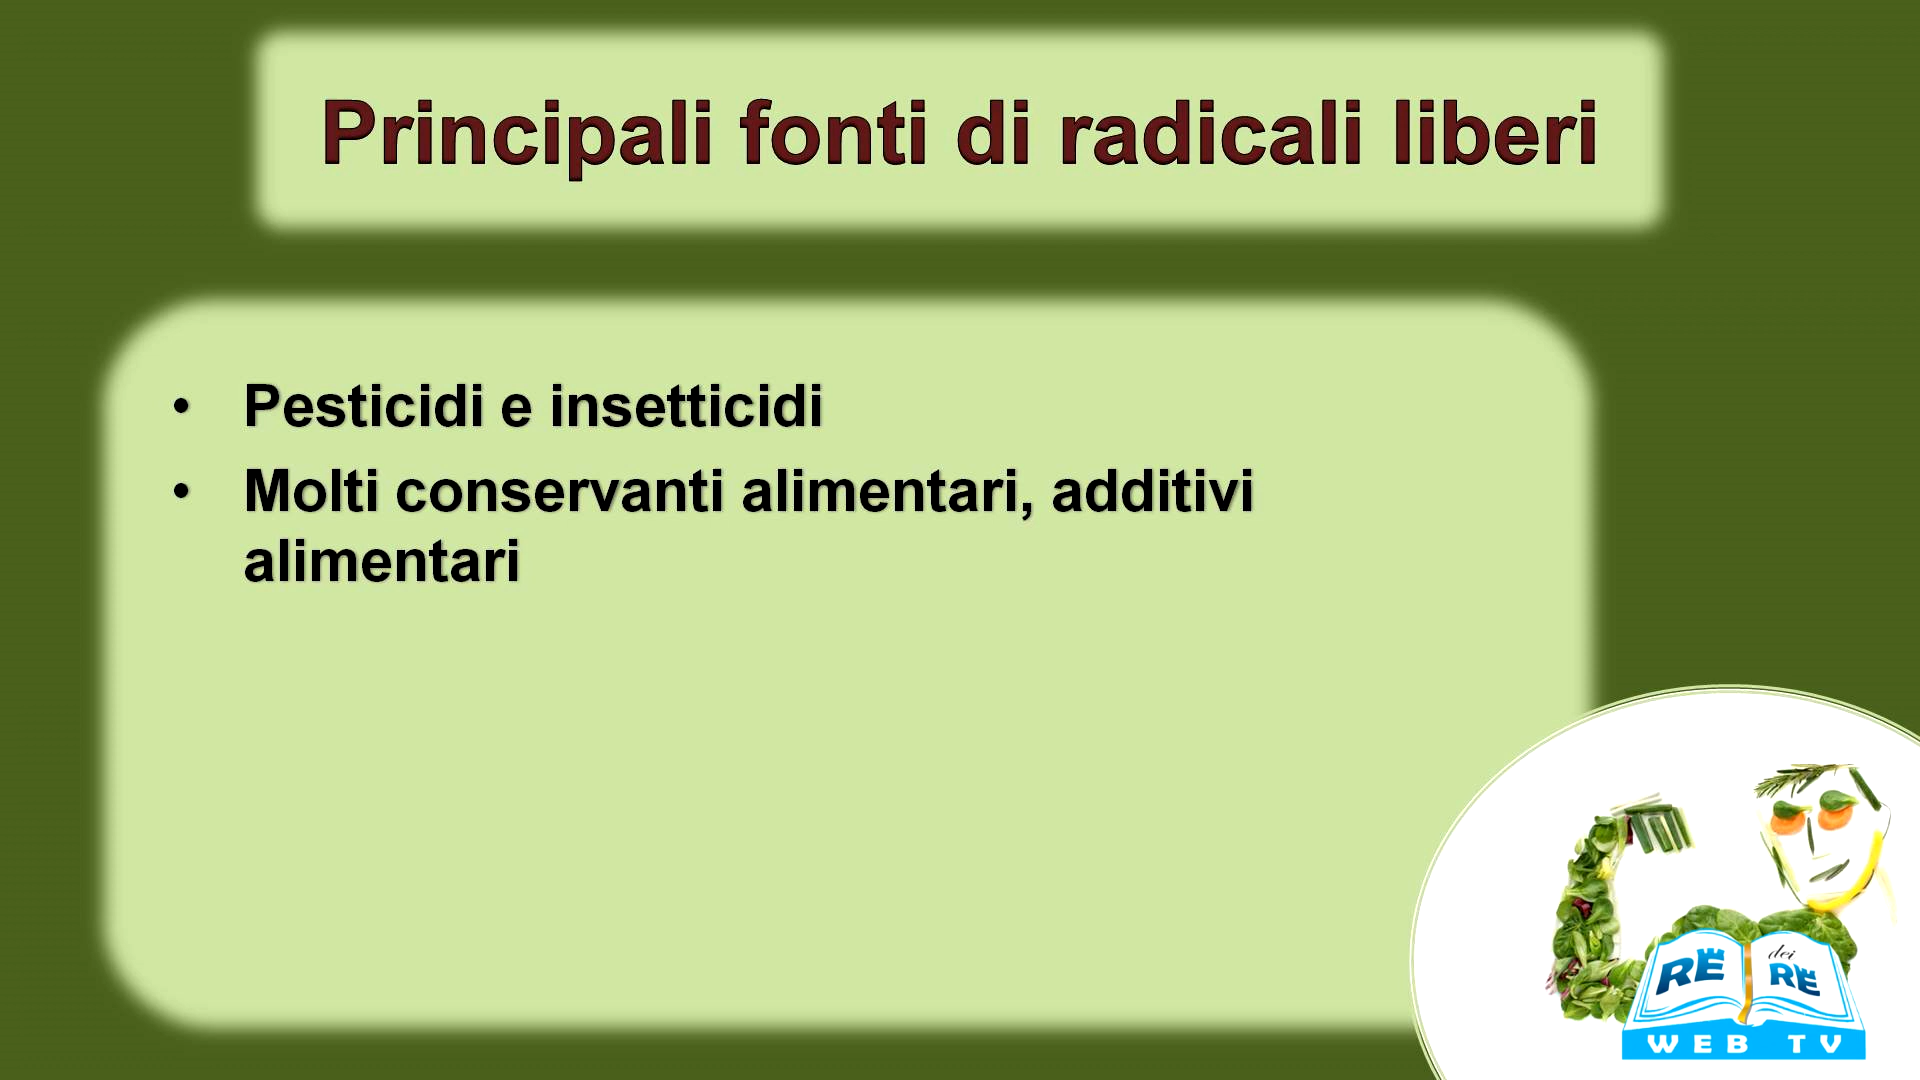 Principali fonti di radicali liberi
• Pesticidi e insetticidi
• Molti conservanti alimentari, additivi
alimentari
RE dei RE
WEB TV